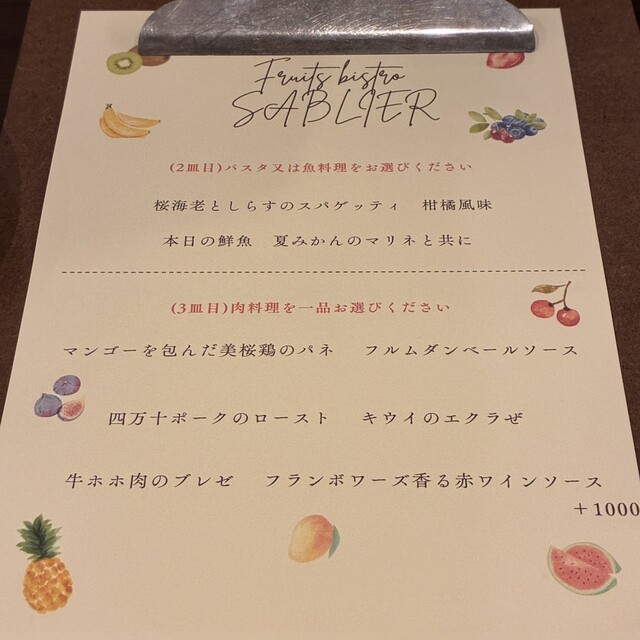 Fruits bistro
SABLIER
(2皿目)パスタ又は魚料理をお選びください
桜海老としらすのスパゲッティ 柑橘風味
本日の鮮魚 夏みかんのマリネと共に
(3皿目)肉料理を一品お選びください
マンゴーを包んだ美桜鶏のパネ フルムダンベールソース
四万十ポークのロースト キウイのエクラゼ
牛ホホ肉のブレゼ フランボワーズ香る赤ワインソース
+1000